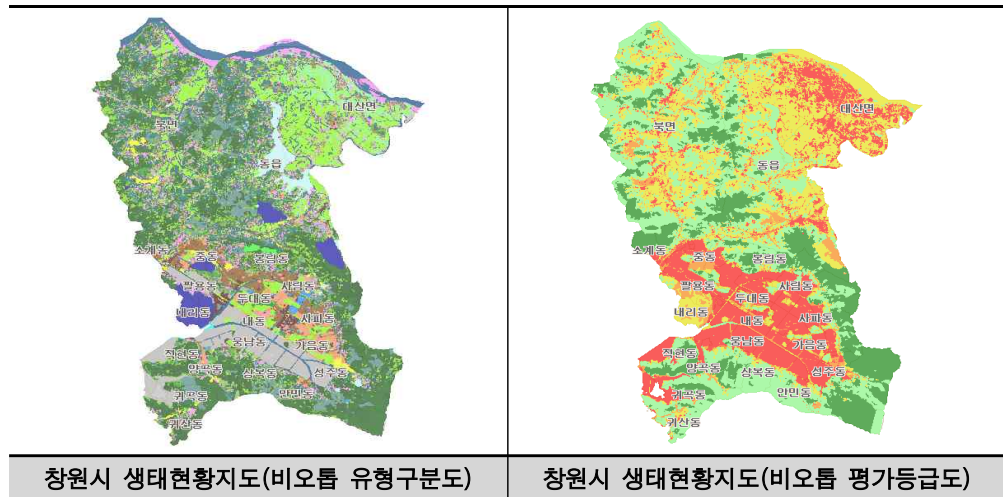 대산면
북면
동읍
소계동
중동
봉림동
팔용동
사림동
두대동
내리동
내동
사파동
웅남동
가음동
적현동
양곡동
삼복동
성주동
귀곡동
안민동
귀산동
대산면
북면
동읍
소계동
중동
봉림동
팔용동
사림동
두대동
내리동
내동
사파동
웅남동
가음동
적현동
양곡동
삼복동
성주동
귀곡동
안민동
귀산동
창원시 생태현황지도(비오톱 유형구분도)
창원시 생태현황지도(비오톱 평가등급도)